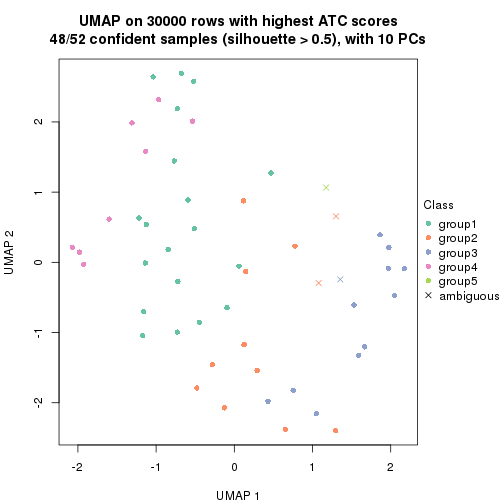 UMAP on 30000 rows with highest ATC scores
48/52 confident samples (silhouette > 0.5), with 10 PCs
2
1
0
-1
-2
UMAP 2
-2
-1
0
1
2
UMAP 1
Class
group1
group2
group3
group4
group5
ambiguous